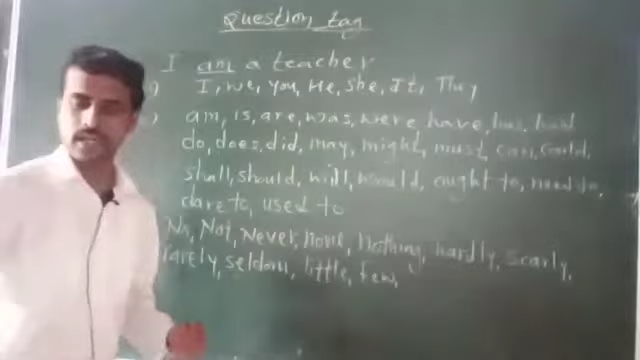 Question tag
I am a teacher
) I, we, you, He, She, It, They
) am, is, are, was, were, have, has, had
do, does, did, may, might, must, can, could,
shall, should, will, would, ought to, need to,
dare to, used to
No, Not, Never, none, nothing, hardly, scarly,
rarely, seldom, little, few,